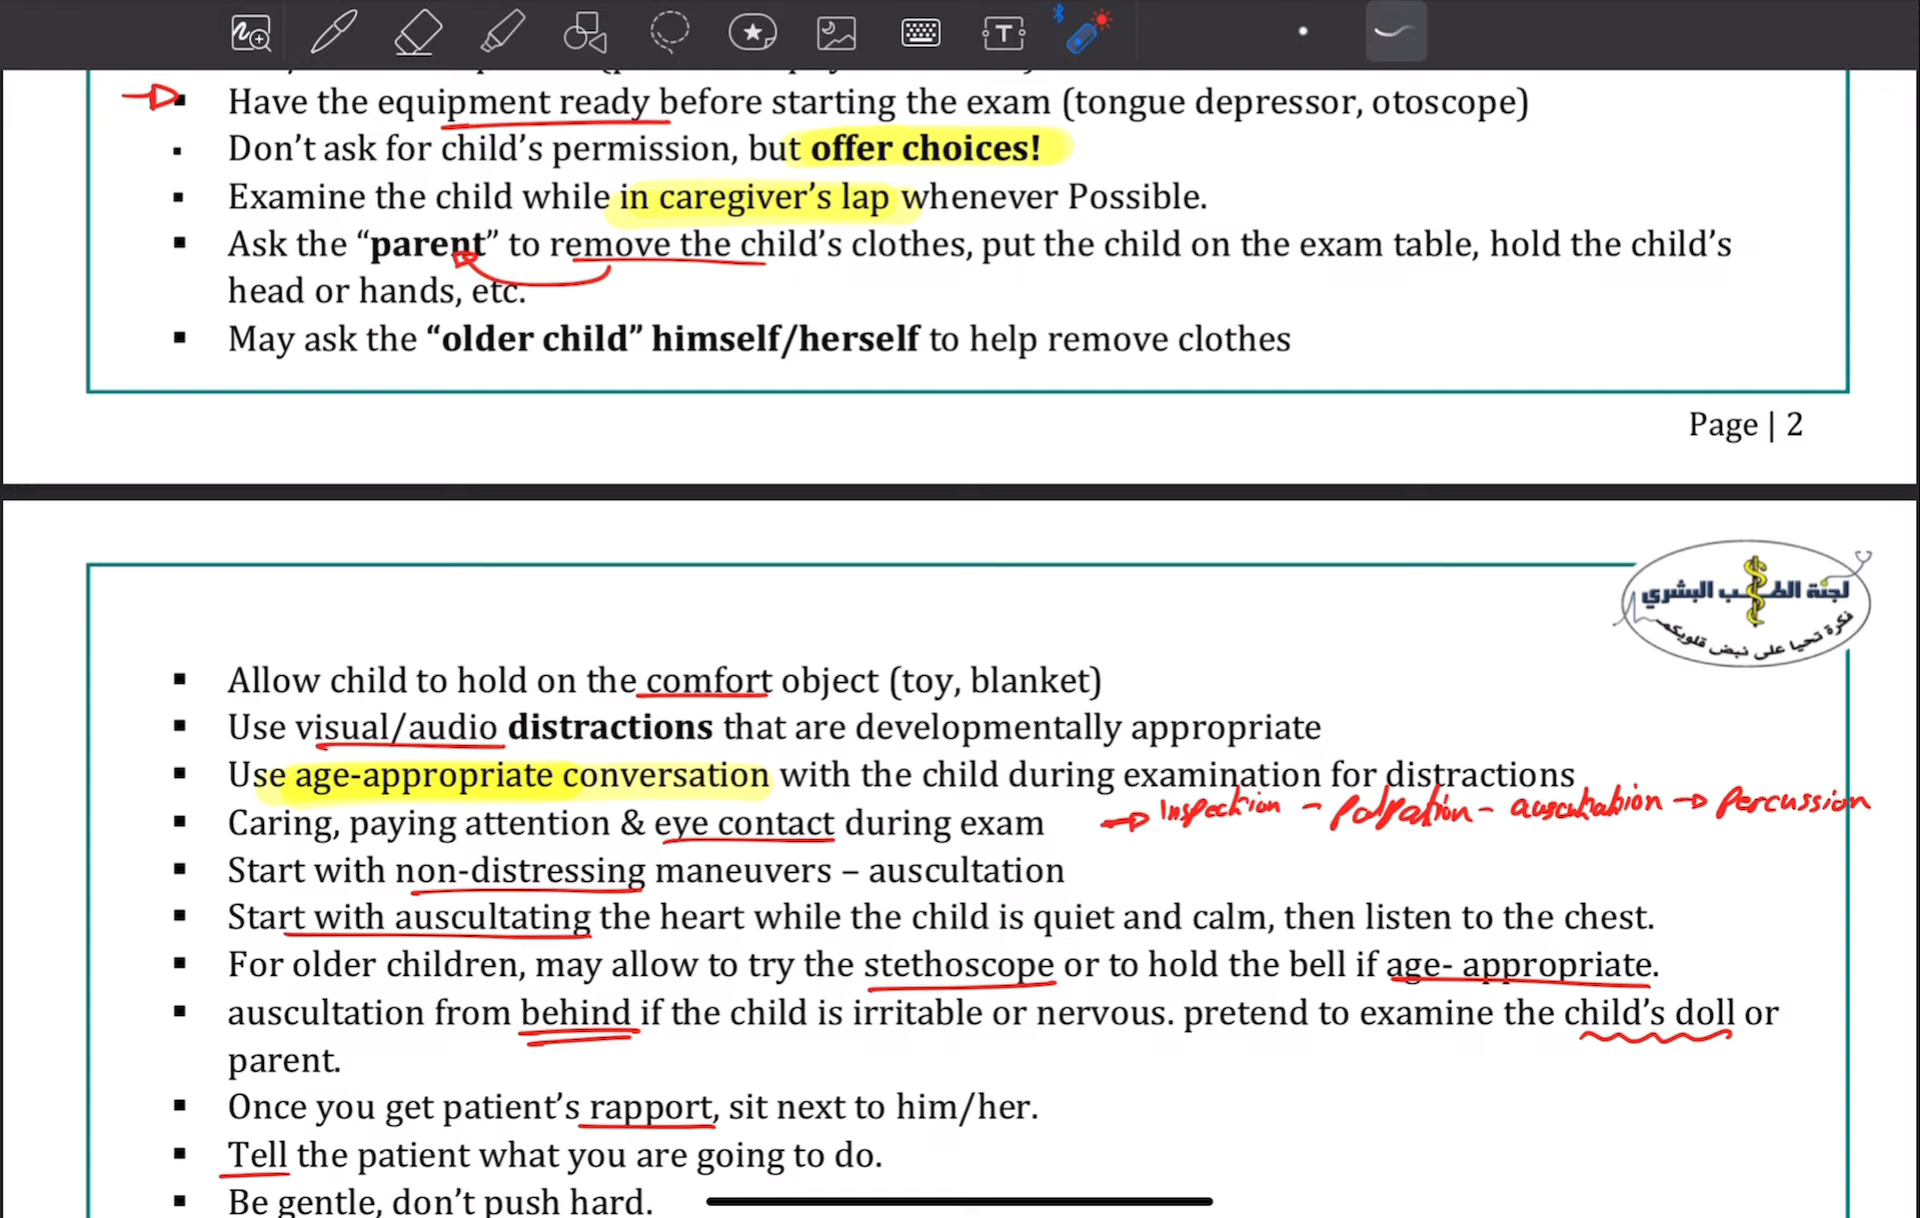 Have the equipment ready before starting the exam (tongue depressor, otoscope)
Don’t ask for child’s permission, but offer choices!
Examine the child while in caregiver’s lap whenever Possible.
Ask the “parent” to remove the child’s clothes, put the child on the exam table, hold the child’s
head or hands, etc.
May ask the “older child” himself/herself to help remove clothes
Page | 2
لجنة الطب البشري
فكرة تحيا على نبض قلوبكم
Allow child to hold on the comfort object (toy, blanket)
Use visual/audio distractions that are developmentally appropriate
Use age-appropriate conversation with the child during examination for distractions
Inspection - palpation - auscultation → percussion
Caring, paying attention & eye contact during exam
Start with non-distressing maneuvers – auscultation
Start with auscultating the heart while the child is quiet and calm, then listen to the chest.
For older children, may allow to try the stethoscope or to hold the bell if age- appropriate.
auscultation from behind if the child is irritable or nervous. pretend to examine the child’s doll or
parent.
Once you get patient’s rapport, sit next to him/her.
Tell the patient what you are going to do.
Be gentle, don’t push hard.